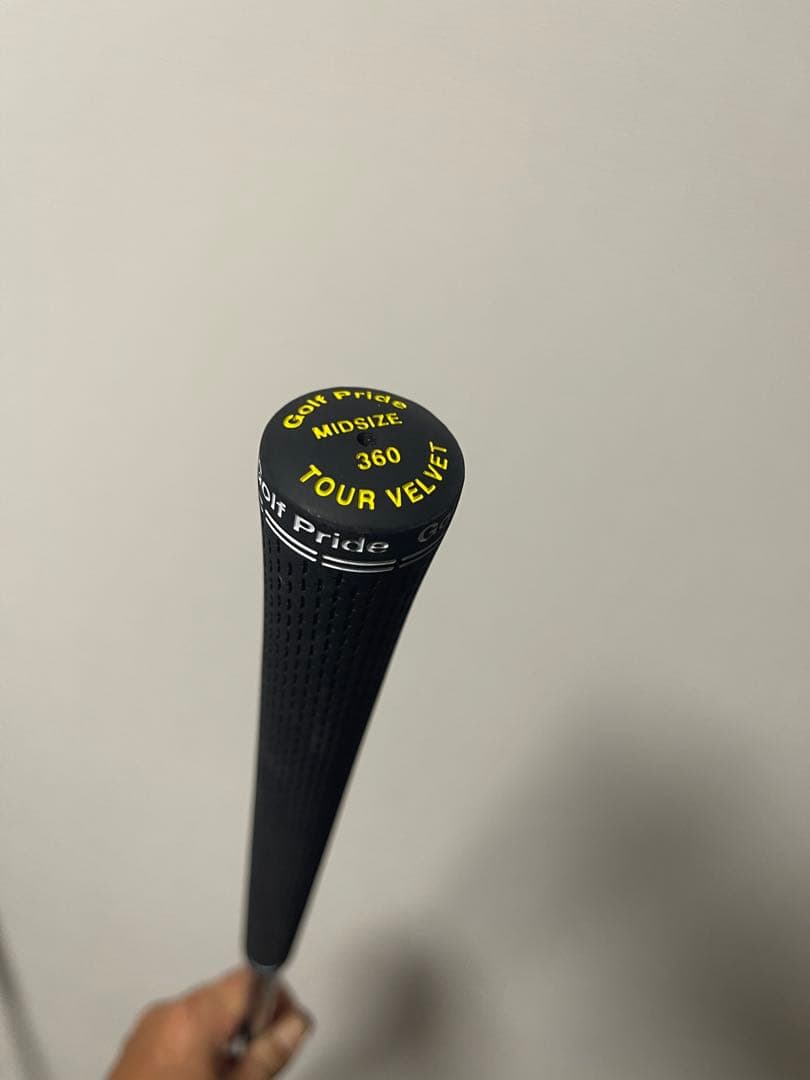 Golf Pride
MIDSIZE
360
TOUR VELVET
Golf Pride